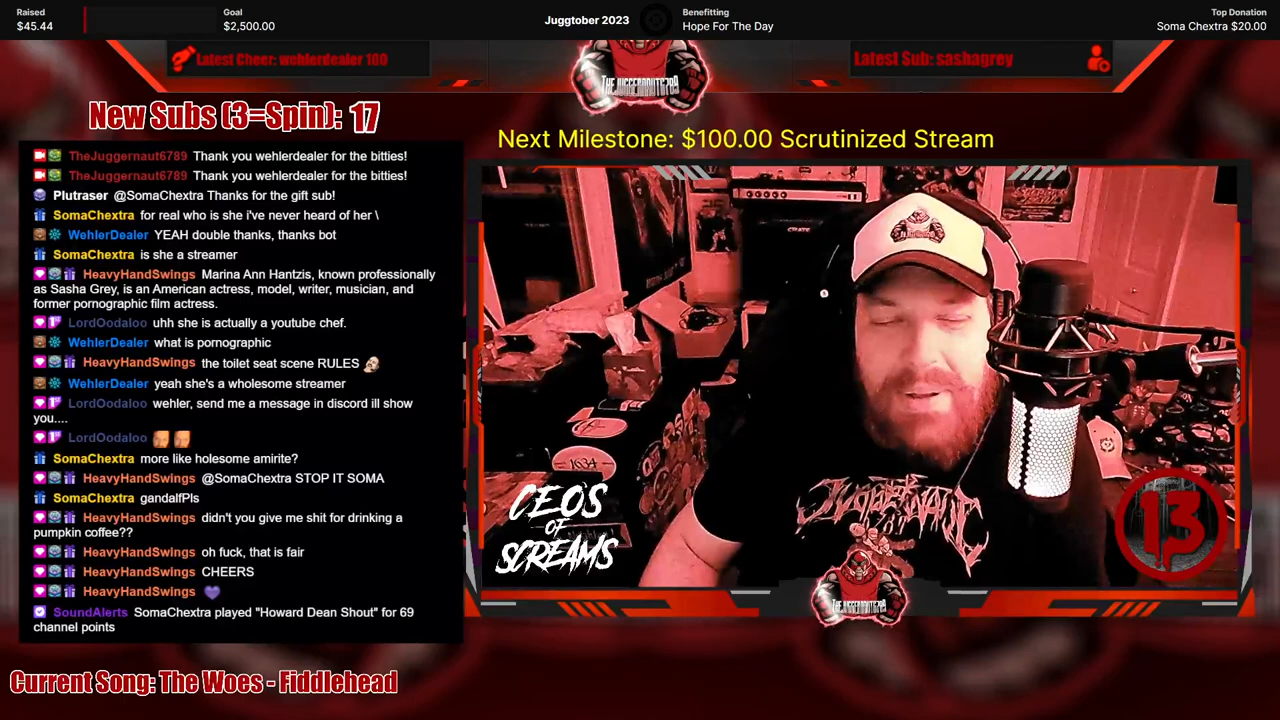 Raised
$45.44
Goal
$2,500.00
Juggtober 2023
Benefitting
Hope For The Day
Top Donation
Soma Chextra $20.00
Latest Cheer: wehlerdealer 100
THEJUGGERNAUT6789
Latest Sub: sashagrey
New Subs (3=Spin): 17
Next Milestone: $100.00 Scrutinized Stream
TheJuggernaut6789 Thank you wehlerdealer for the bitties!
TheJuggernaut6789 Thank you wehlerdealer for the bitties!
Plutraser @SomaChextra Thanks for the gift sub!
SomaChextra for real who is she i've never heard of her \
WehlerDealer YEAH double thanks, thanks bot
SomaChextra is she a streamer
HeavyHandSwings Marina Ann Hantzis, known professionally
as Sasha Grey, is an American actress, model, writer, musician, and
former pornographic film actress.
LordOodaloo uhh she is actually a youtube chef.
WehlerDealer what is pornographic
HeavyHandSwings the toilet seat scene RULES
WehlerDealer yeah she's a wholesome streamer
LordOodaloo wehler, send me a message in discord ill show
you....
LordOodaloo
SomaChextra more like holesome amirite?
HeavyHandSwings @SomaChextra STOP IT SOMA
SomaChextra gandalfPls
HeavyHandSwings didn't you give me shit for drinking a
pumpkin coffee??
HeavyHandSwings oh fuck, that is fair
HeavyHandSwings CHEERS
HeavyHandSwings
SoundAlerts SomaChextra played "Howard Dean Shout" for 69
channel points
CRATE
1634
CEO'S
OF
SCREAMS
13
THEJUGGERNAUT6789
Current Song: The Woes - Fiddlehead